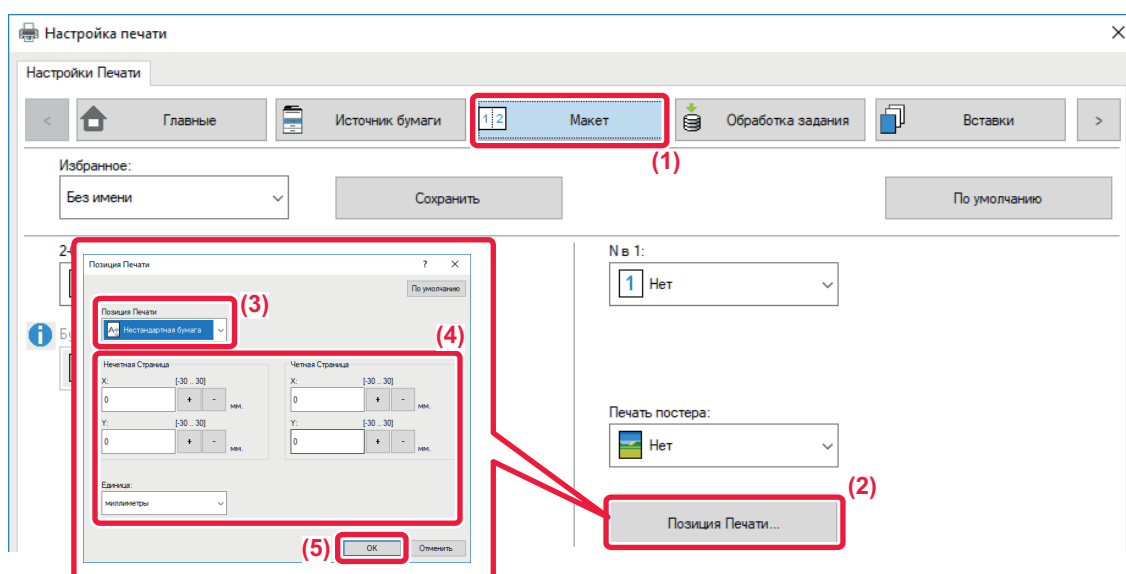 Настройка печати
Настройки Печати
< Главные Источник бумаги 1 2 Макет Обработка задания Вставки >
(1)
Избранное:
Без имени Сохранить По умолчанию
2- N в 1:
1 Нет
Позиция Печати ? ×
По умолчанию
(3)
Позиция Печати
Нестандартная бумага
(4)
Нечетная Страница Четная Страница
X: [-30 .. 30] X: [-30 .. 30]
0 + - мм. 0 + - мм.
Y: [-30 .. 30] Y: [-30 .. 30]
0 + - мм. 0 + - мм.
Печать постера:
Нет
Единица:
миллиметры
(2)
Позиция Печати...
(5) OK Отменить